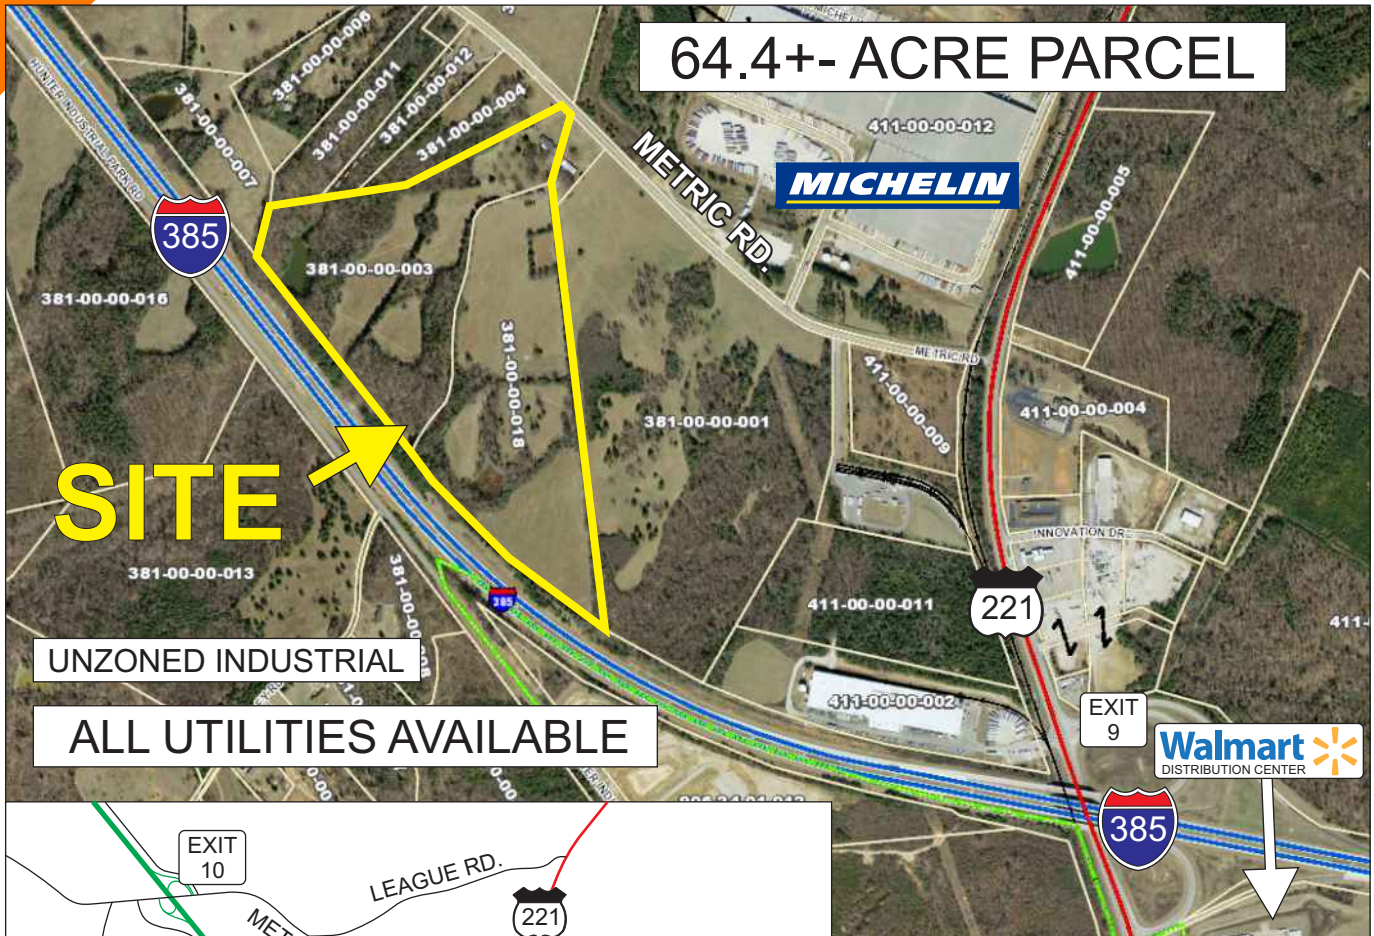 64.4+- ACRE PARCEL
381-00-00-006
381-00-00-011
381-00-00-012
381-00-00-004
381-00-00-007
HUNTER INDUSTRIAL PARK RD
411-00-00-012
METRIC RD.
MICHELIN
411-00-00-005
385
381-00-00-003
381-00-00-016
381-00-00-018
METRIC RD
411-00-00-009
411-00-00-004
381-00-00-001
SITE
INNOVATION DR
381-00-00-013
385
411-00-00-011
221
411-
UNZONED INDUSTRIAL
411-00-00-002
EXIT
9
ALL UTILITIES AVAILABLE
Walmart
DISTRIBUTION CENTER
385
EXIT
10
LEAGUE RD.
221
MET